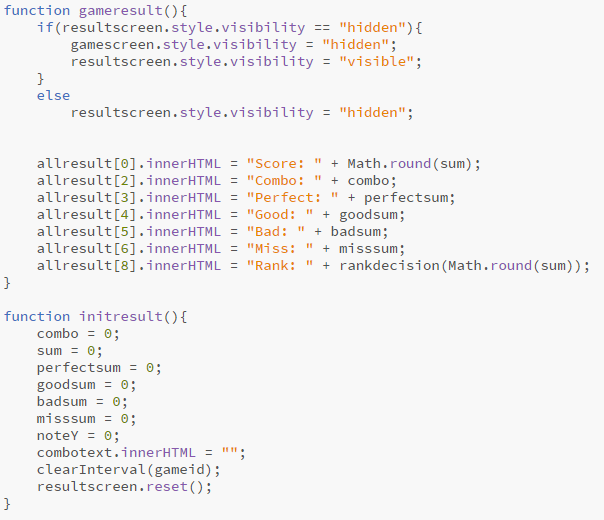 function gameresult(){
    if(resultscreen.style.visibility == "hidden"){
        gamescreen.style.visibility = "hidden";
        resultscreen.style.visibility = "visible";
    }
    else
        resultscreen.style.visibility = "hidden";

    allresult[0].innerHTML = "Score: " + Math.round(sum);
    allresult[2].innerHTML = "Combo: " + combo;
    allresult[3].innerHTML = "Perfect: " + perfectsum;
    allresult[4].innerHTML = "Good: " + goodsum;
    allresult[5].innerHTML = "Bad: " + badsum;
    allresult[6].innerHTML = "Miss: " + misssum;
    allresult[8].innerHTML = "Rank: " + rankdecision(Math.round(sum));
}

function initresult(){
    combo = 0;
    sum = 0;
    perfectsum = 0;
    goodsum = 0;
    badsum = 0;
    misssum = 0;
    noteY = 0;
    combotext.innerHTML = "";
    clearInterval(gameid);
    resultscreen.reset();
}